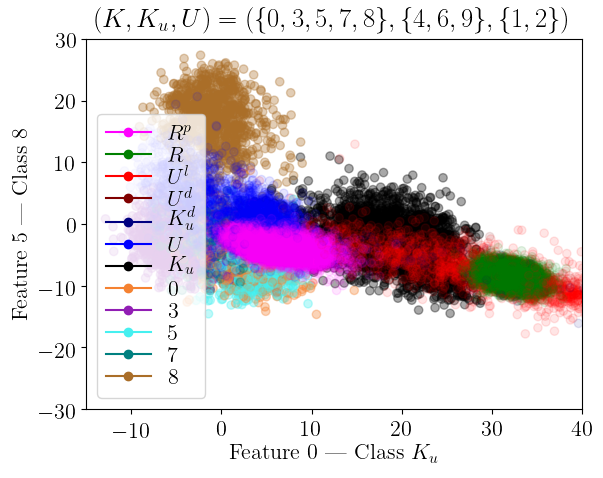 (K, K_u, U) = ({0, 3, 5, 7, 8}, {4, 6, 9}, {1, 2})
30
20
10
0
−10
−20
−30
Feature 5 — Class 8
R^p
R
U^l
U^d
K_u^d
U
K_u
0
3
5
7
8
−10
0
10
20
30
40
Feature 0 — Class K_u